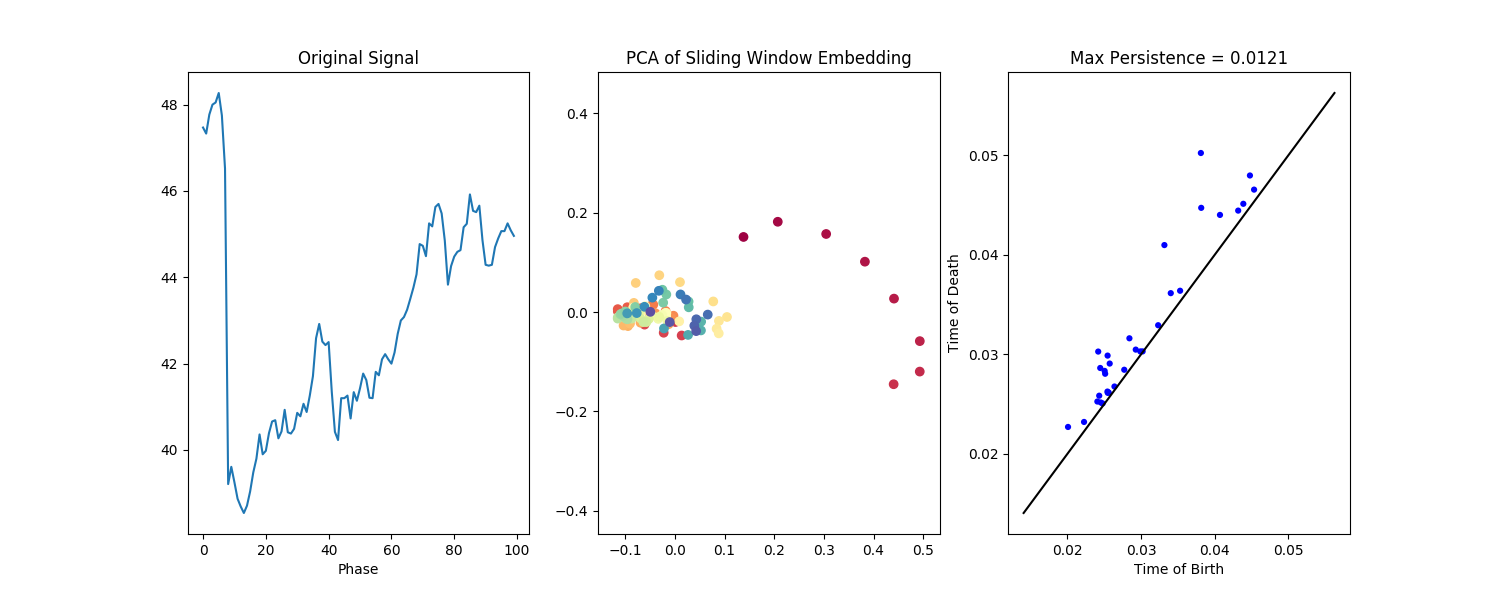 Original Signal
48
46
44
42
40
0 20 40 60 80 100
Phase
PCA of Sliding Window Embedding
0.4
0.2
0.0
−0.2
−0.4
−0.1 0.0 0.1 0.2 0.3 0.4 0.5
Max Persistence = 0.0121
Time of Death
0.05
0.04
0.03
0.02
0.02 0.03 0.04 0.05
Time of Birth